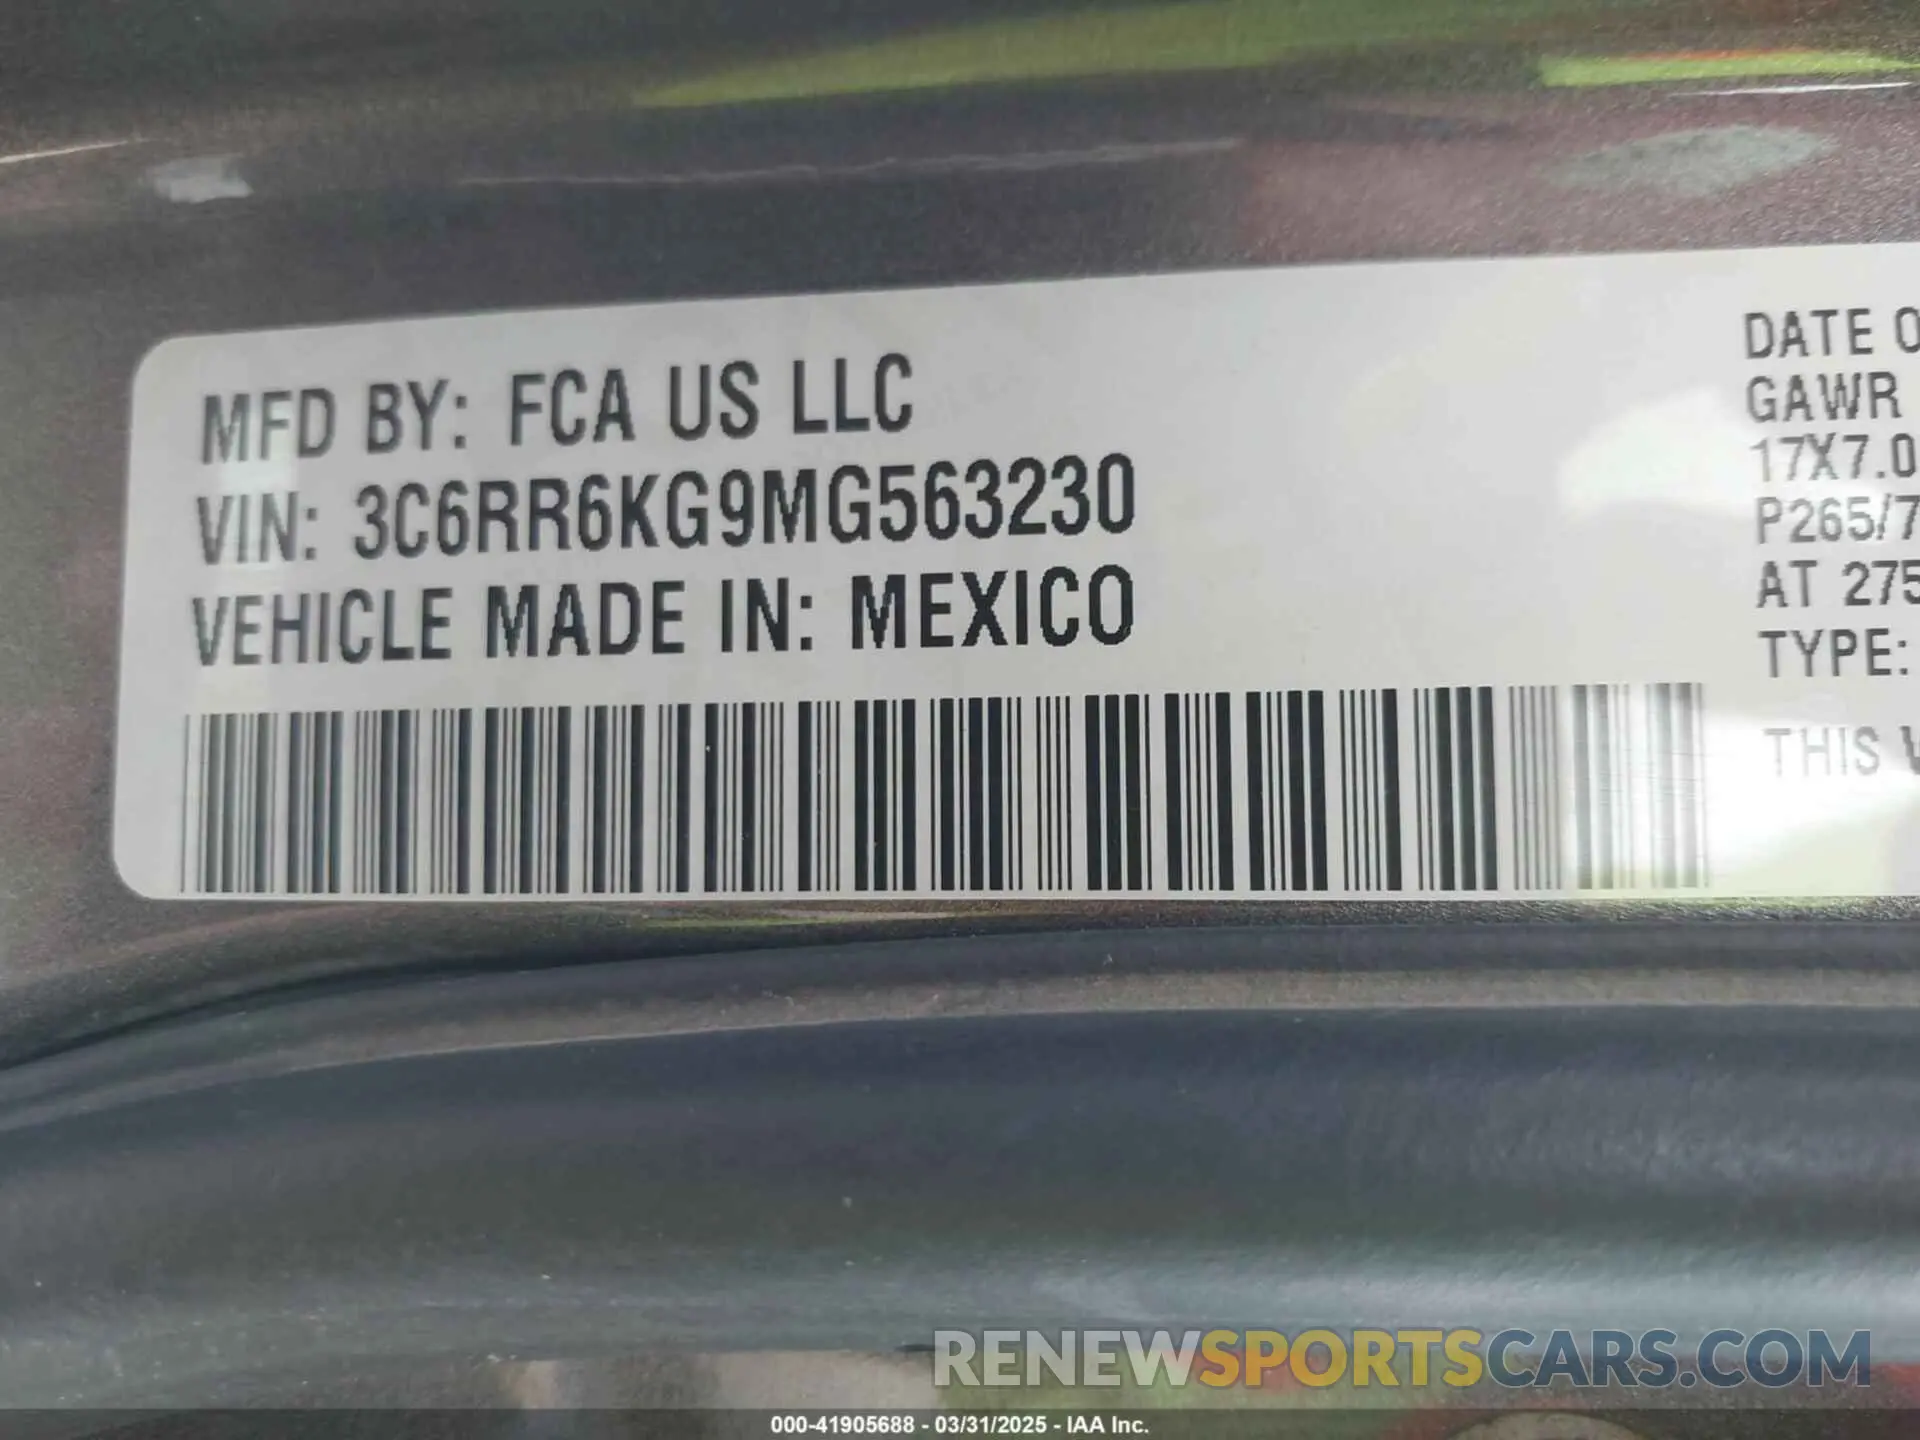 MFD BY: FCA US LLC
VIN: 3C6RR6KG9MG563230
VEHICLE MADE IN: MEXICO
DATE O
GAWR
17X7.0
P265/7
AT 275
TYPE:
THIS V
RENEWSPORTSCARS.COM
000-41905688 - 03/31/2025 - IAA Inc.